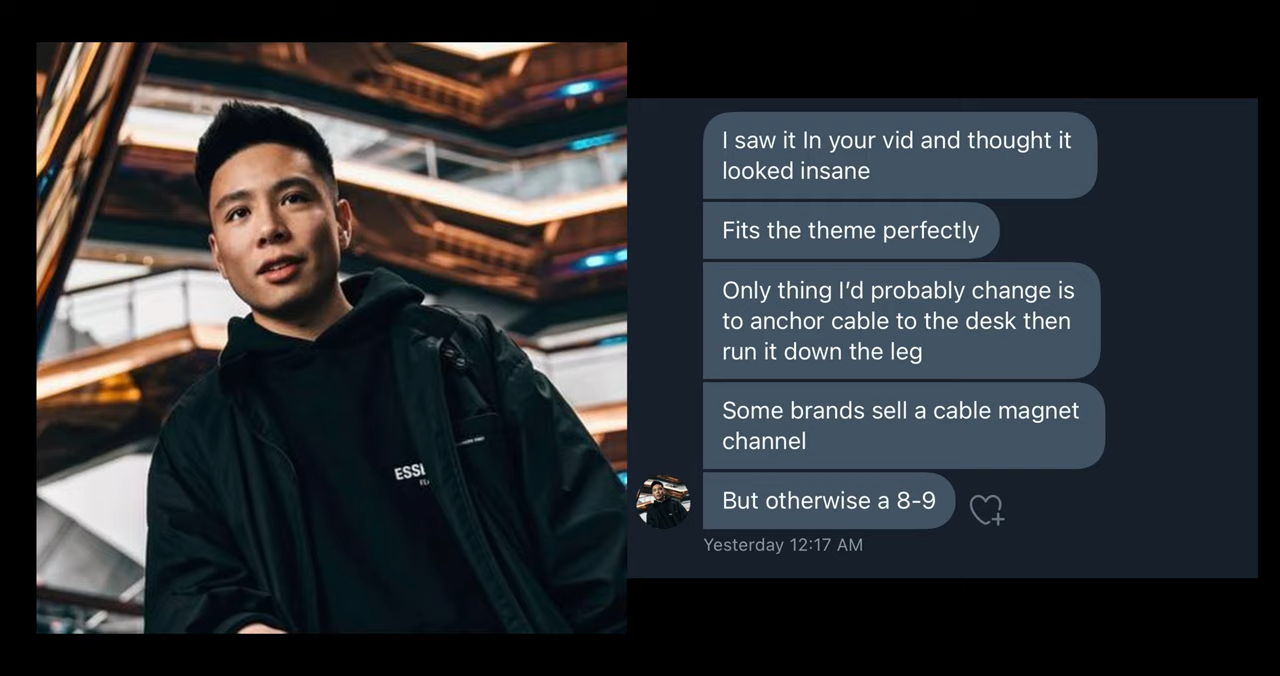 ESSE
FEA
I saw it In your vid and thought it
looked insane
Fits the theme perfectly
Only thing I’d probably change is
to anchor cable to the desk then
run it down the leg
Some brands sell a cable magnet
channel
But otherwise a 8-9
Yesterday 12:17 AM